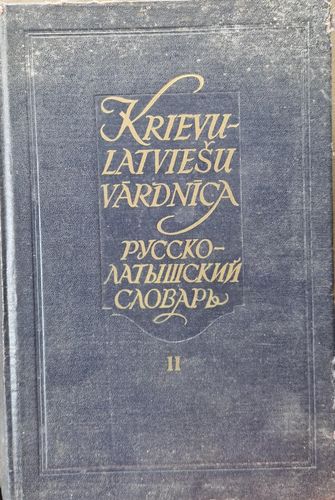 KRIEVU-
LATVIEŠU
VĀRDNĪCA
РУССКО-
ЛАТЫШСКИЙ
СЛОВАРЬ
II